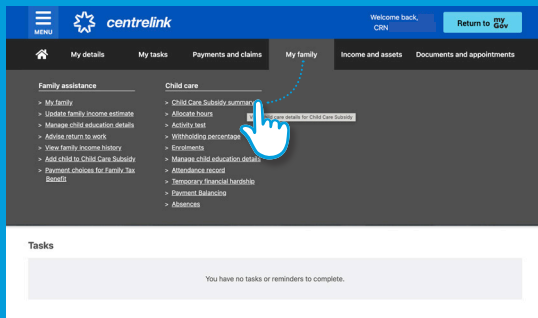 MENU
centrelink
Welcome back,
CRN
Return to my Gov
My details
My tasks
Payments and claims
My family
Income and assets
Documents and appointments
Family assistance
> My family
> Update family income estimate
> Manage child education details
> Advise return to work
> View family income history
> Add child to Child Care Subsidy
> Payment choices for Family Tax
Benefit
Child care
> Child Care Subsidy summary
> Allocate hours
> Activity test
> Withholding percentage
> Enrolments
> Manage child education details
> Attendance record
> Temporary financial hardship
> Payment Balancing
> Absences
care details for Child Care Subsidy
Tasks
You have no tasks or reminders to complete.